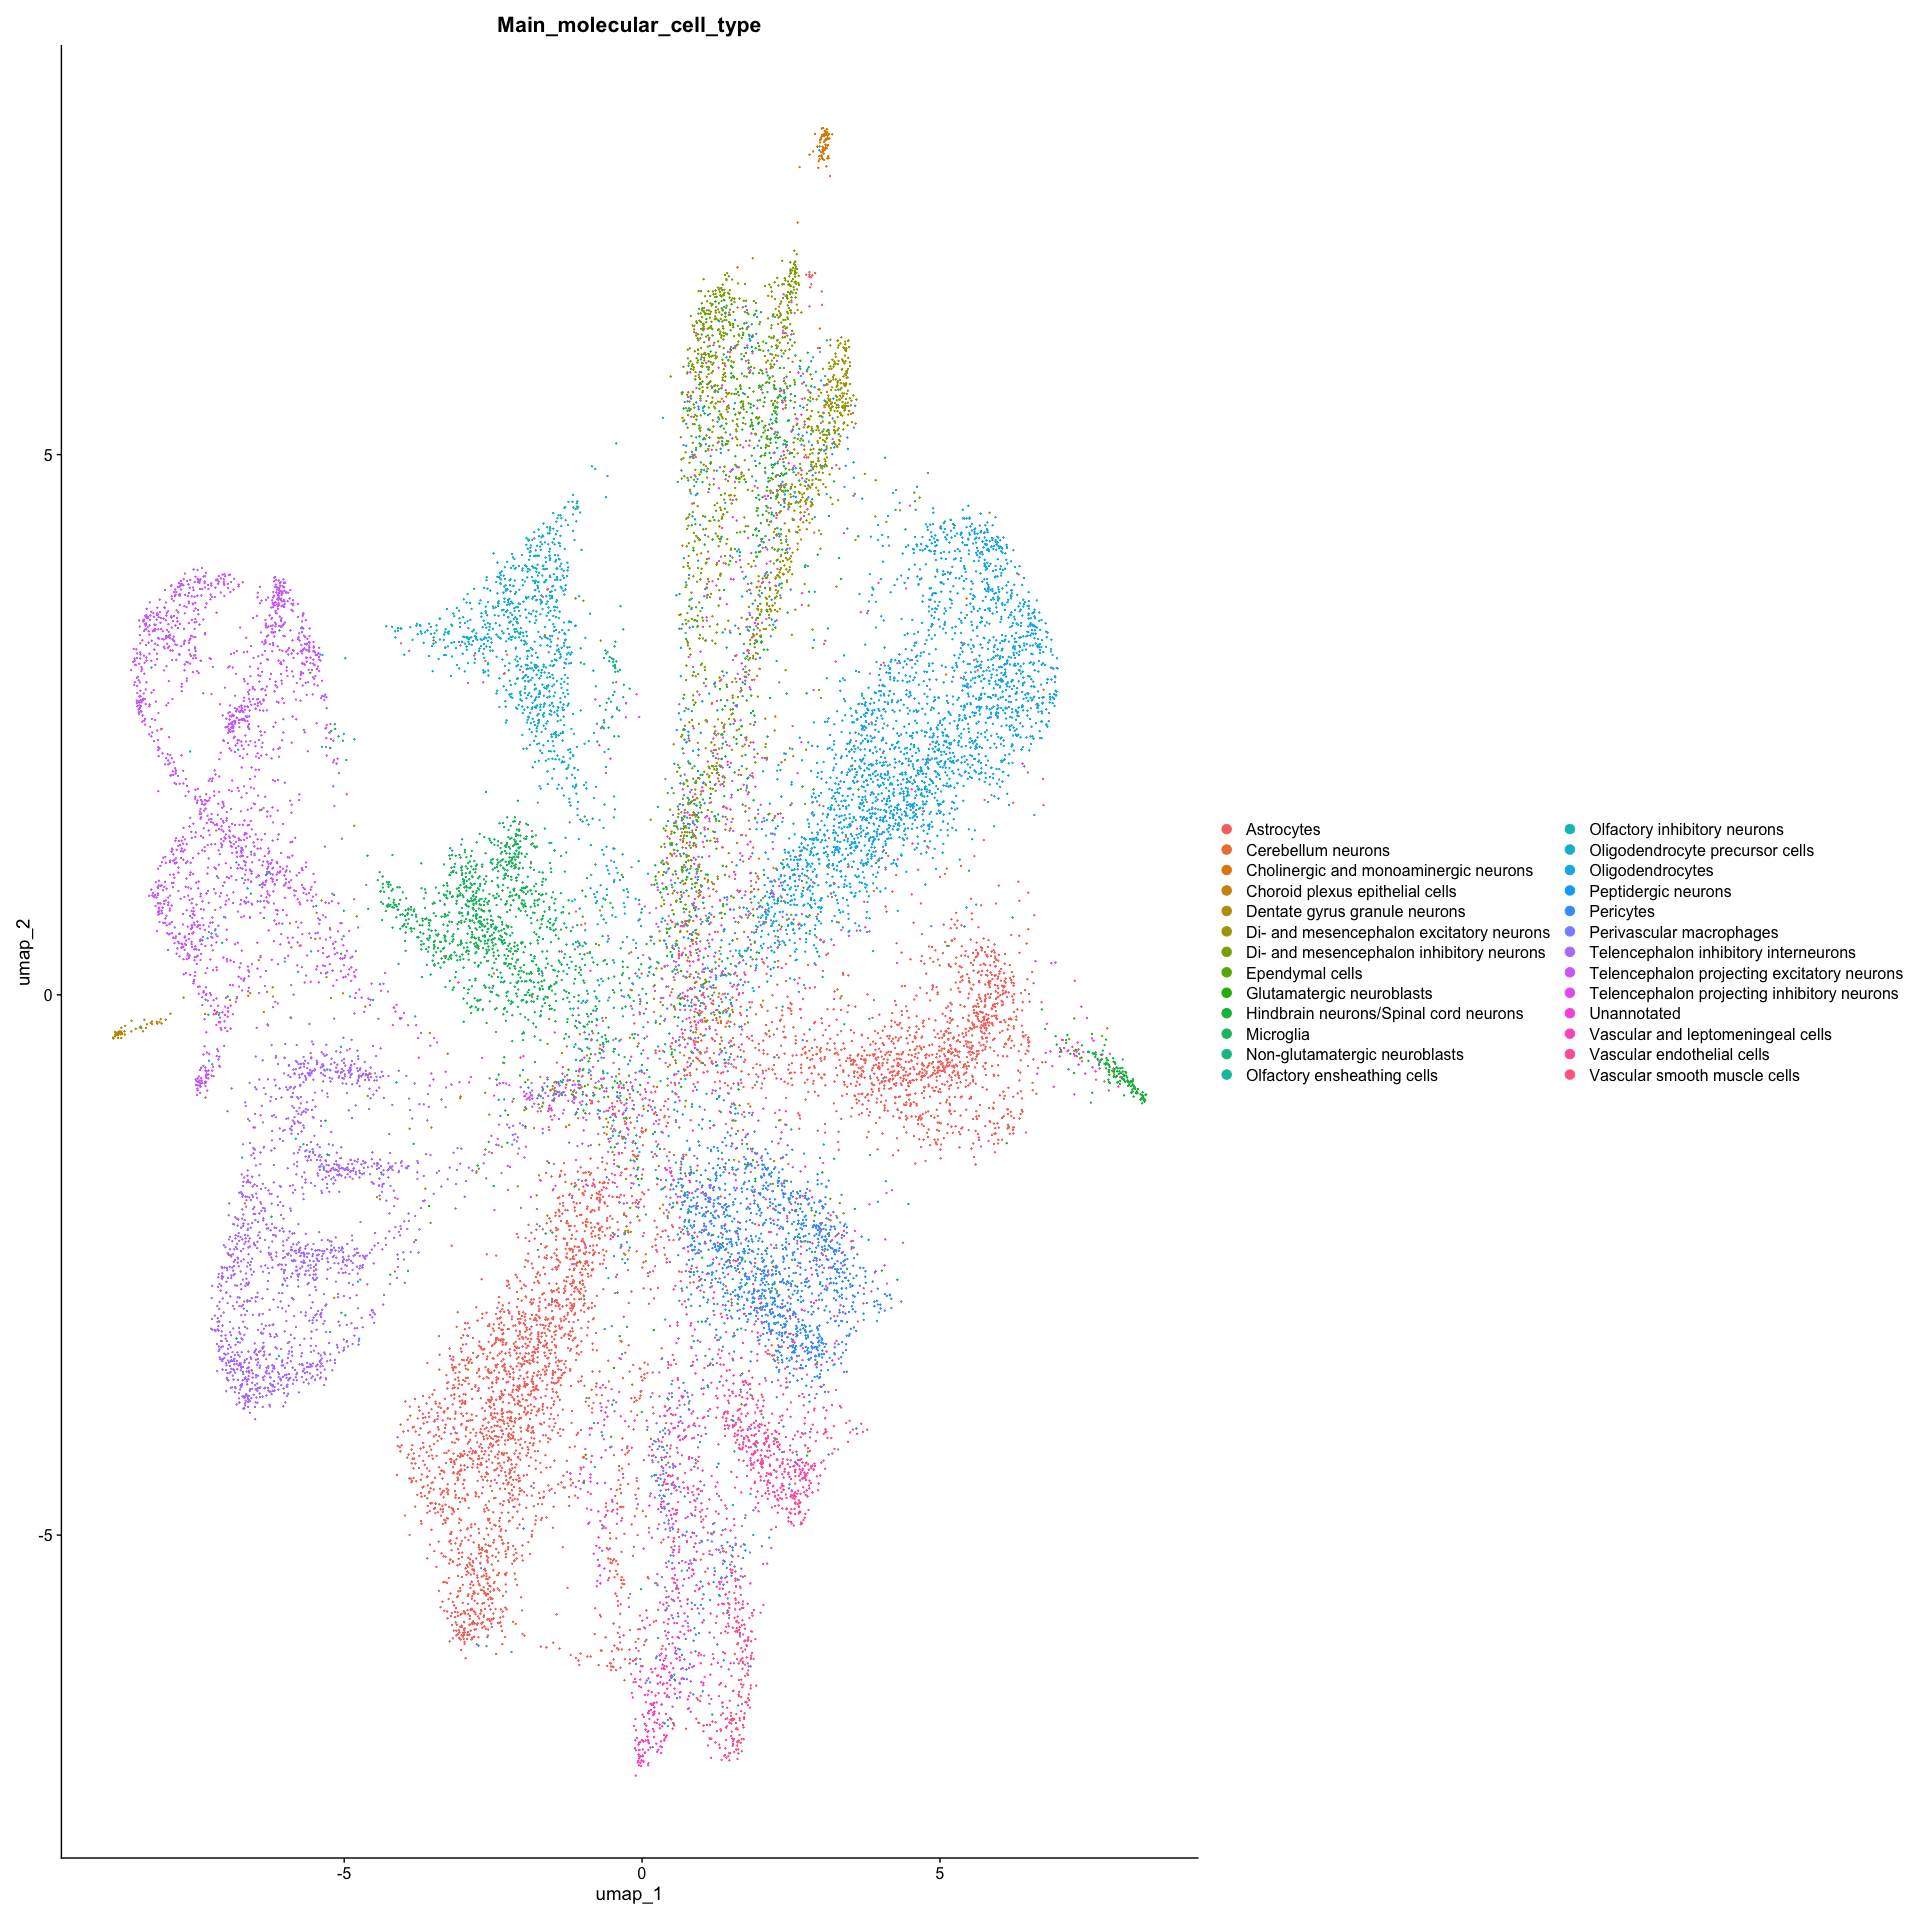 Main_molecular_cell_type
5
0
-5
umap_2
-5
0
5
umap_1
Astrocytes
Cerebellum neurons
Cholinergic and monoaminergic neurons
Choroid plexus epithelial cells
Dentate gyrus granule neurons
Di- and mesencephalon excitatory neurons
Di- and mesencephalon inhibitory neurons
Ependymal cells
Glutamatergic neuroblasts
Hindbrain neurons/Spinal cord neurons
Microglia
Non-glutamatergic neuroblasts
Olfactory ensheathing cells
Olfactory inhibitory neurons
Oligodendrocyte precursor cells
Oligodendrocytes
Peptidergic neurons
Pericytes
Perivascular macrophages
Telencephalon inhibitory interneurons
Telencephalon projecting excitatory neurons
Telencephalon projecting inhibitory neurons
Unannotated
Vascular and leptomeningeal cells
Vascular endothelial cells
Vascular smooth muscle cells